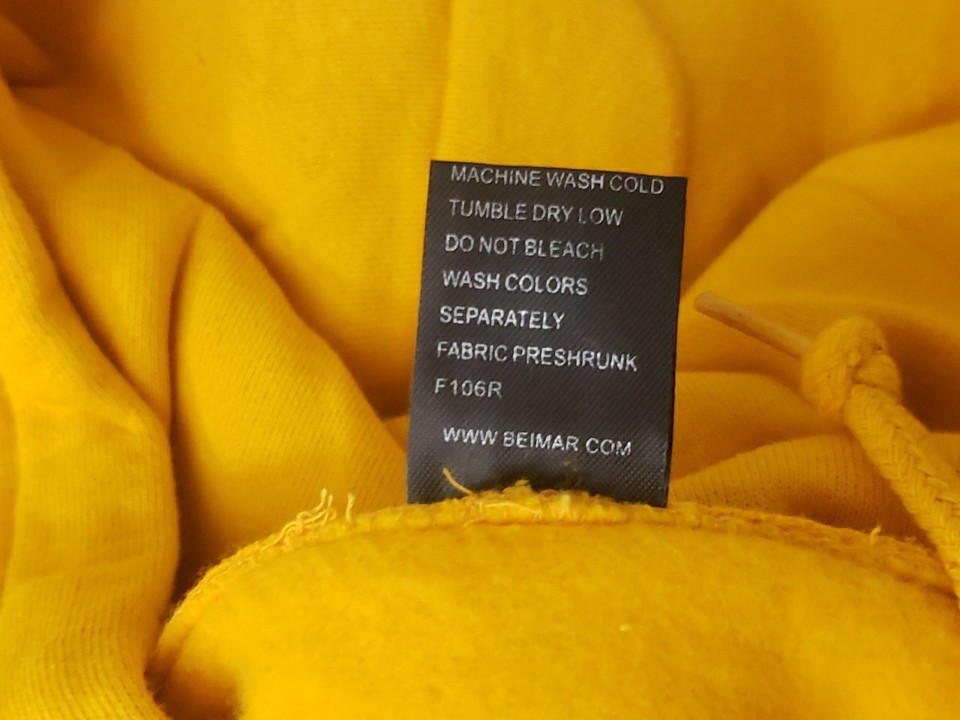 MACHINE WASH COLD
TUMBLE DRY LOW
DO NOT BLEACH
WASH COLORS
SEPARATELY
FABRIC PRESHRUNK
F106R
WWW.BEIMAR.COM